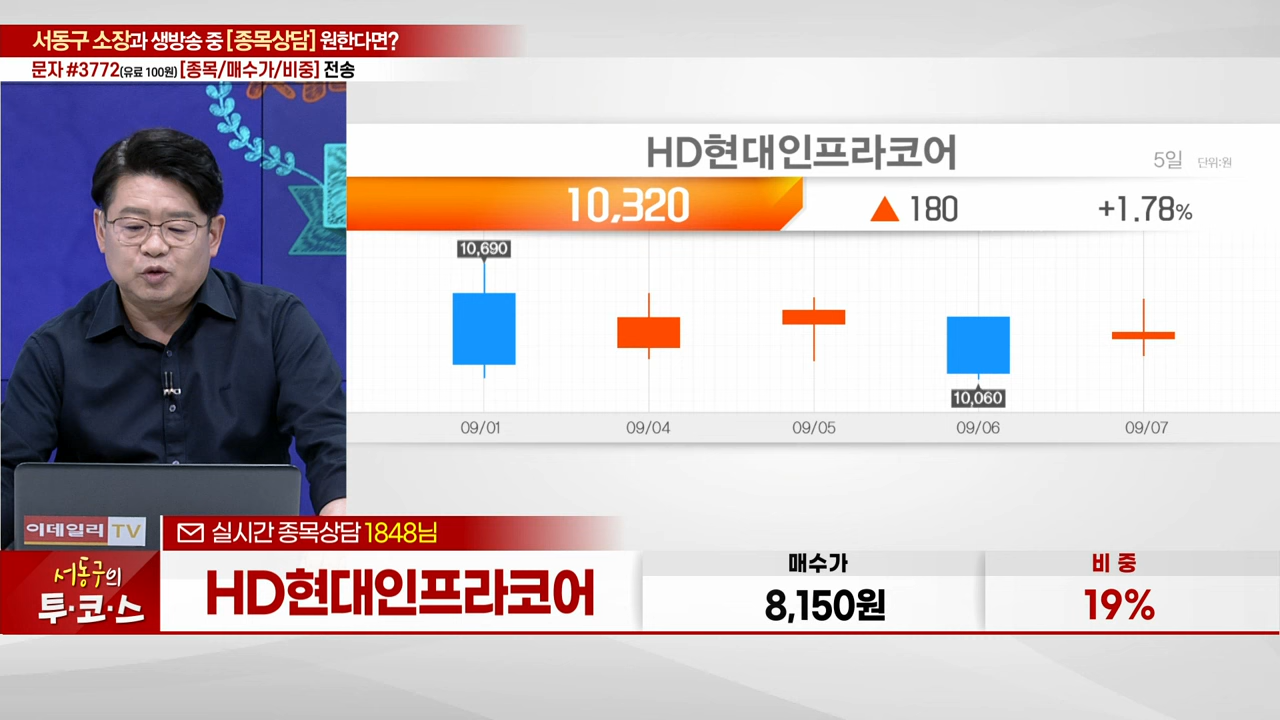 서동구 소장과 생방송 중 [종목상담] 원한다면?
문자 #3772(유료 100원) [종목/매수가/비중] 전송
HD현대인프라코어
5일 단위:원
10,320 ▲ 180 +1.78%
10,690
10,060
09/01 09/04 09/05 09/06 09/07
이데일리 TV
실시간 종목상담 1848님
서동구의
투·코·스
HD현대인프라코어
매수가
8,150원
비 중
19%